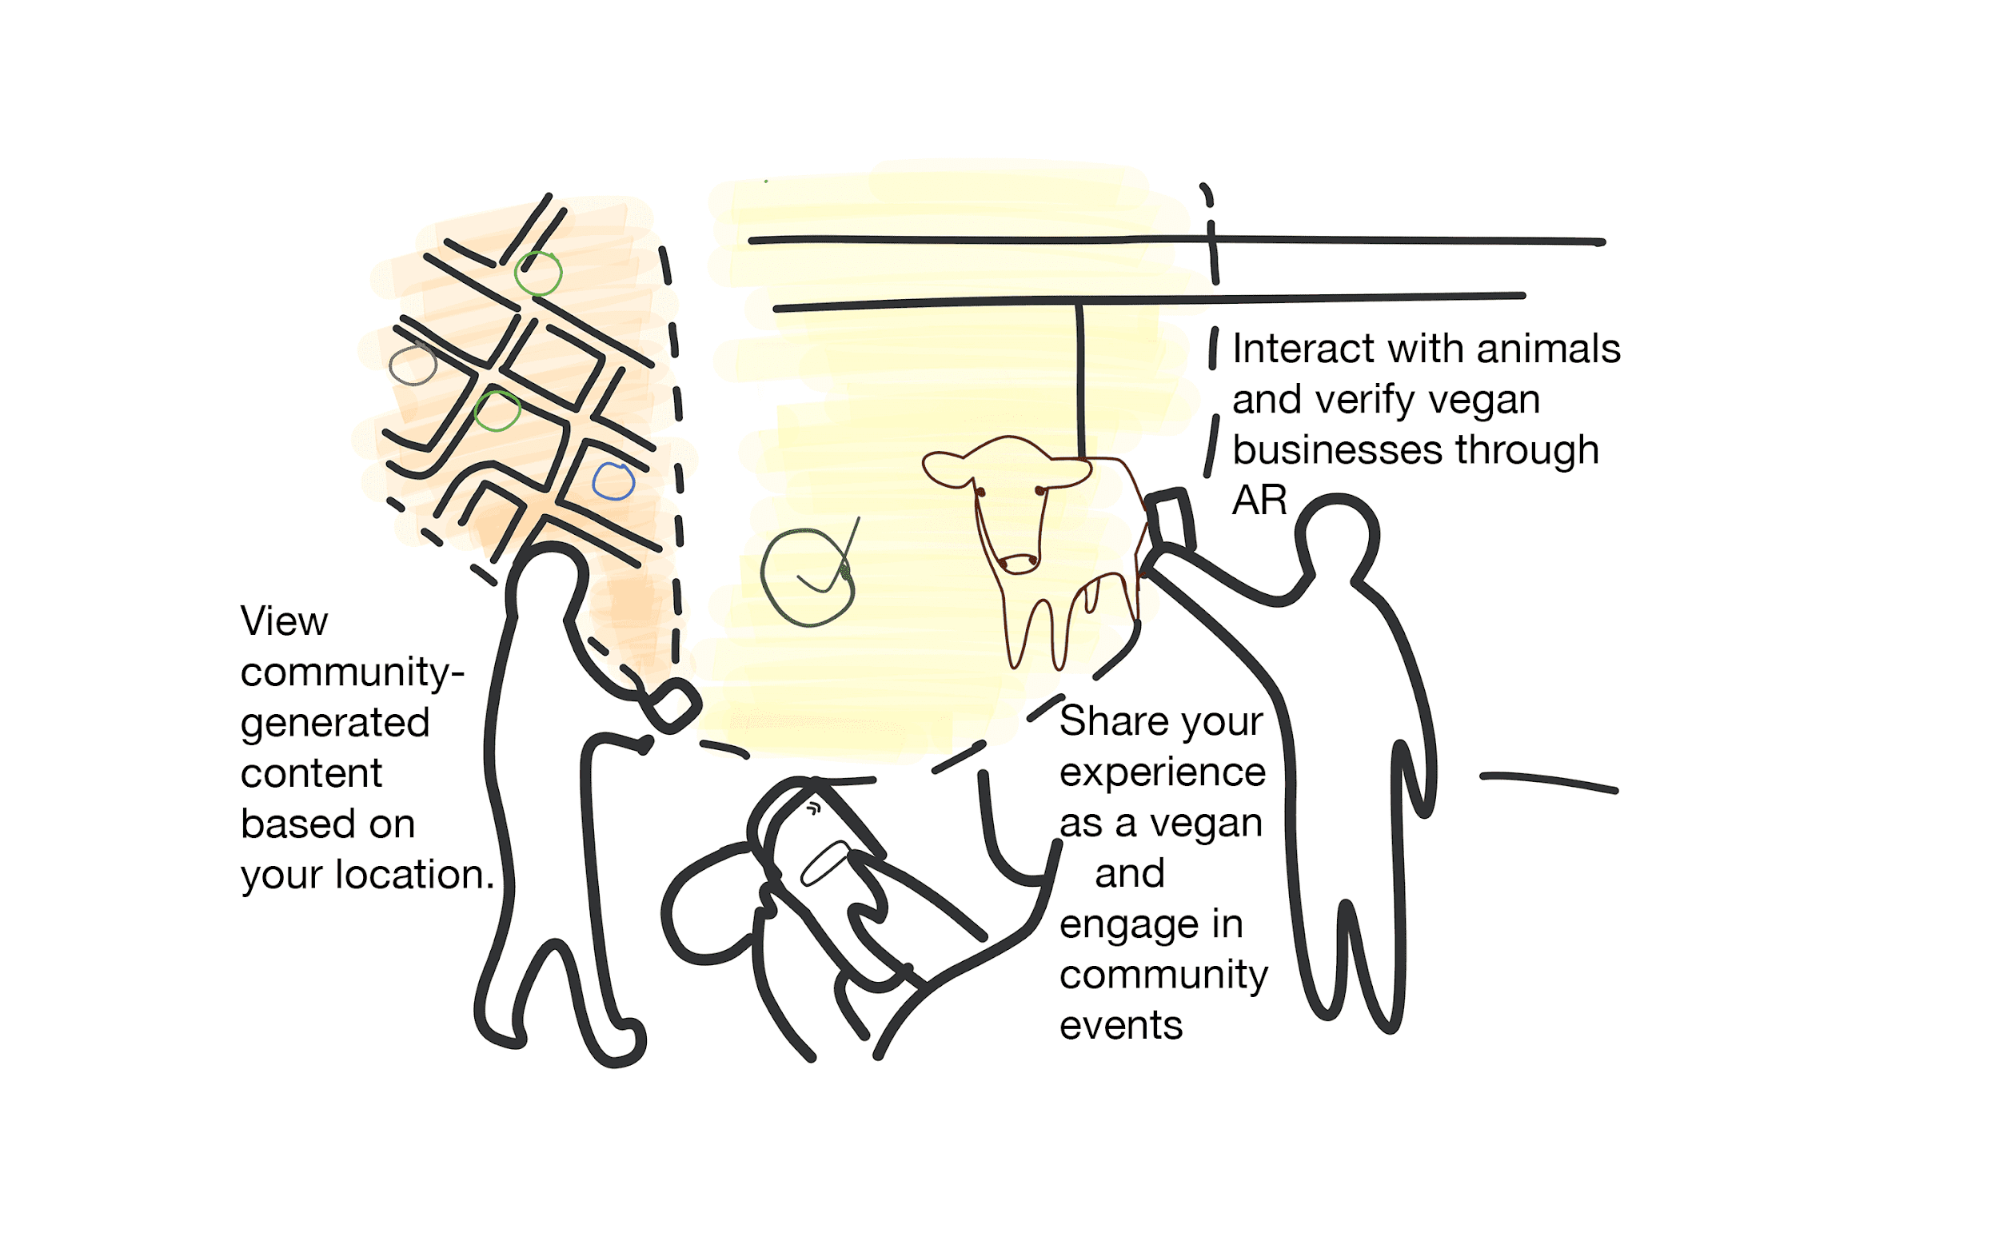 View
community-
generated
content
based on
your location.
Interact with animals
and verify vegan
businesses through
AR
Share your
experience
as a vegan
and
engage in
community
events